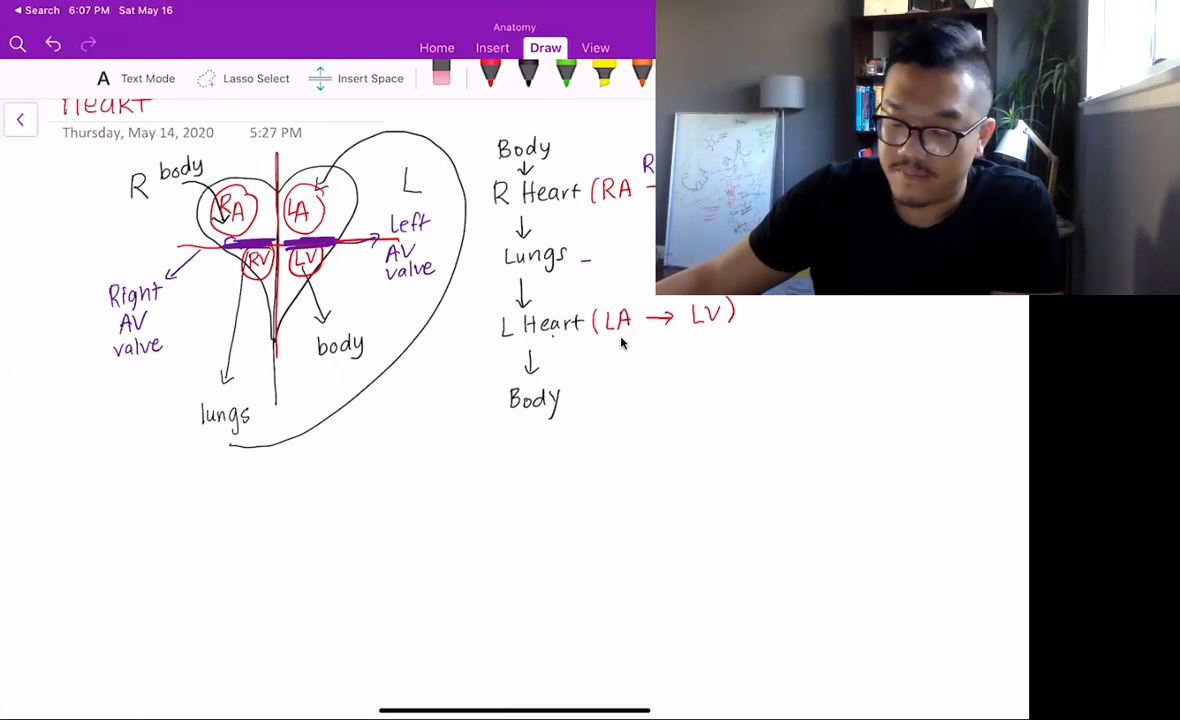 Search 6:07 PM Sat May 16
Anatomy
Home Insert Draw View
Text Mode Lasso Select Insert Space
Heart
Thursday, May 14, 2020 5:27 PM
R body L
RA LA
RV LV
Left
AV
valve
Right
AV
valve
body
lungs
Body
R
R Heart (RA
Lungs -
L Heart (LA → LV)
Body